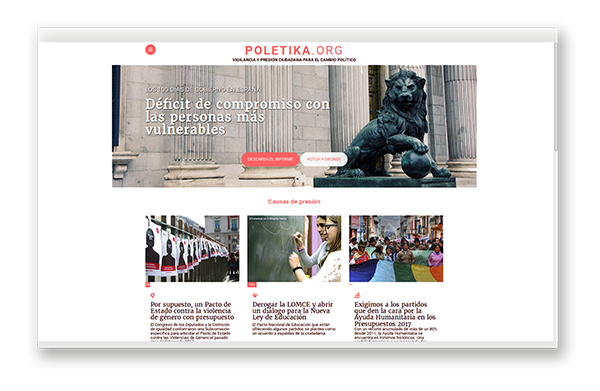 POLETIKA.ORG
VIGILANCIA Y PRESIÓN CIUDADANA PARA EL CAMBIO POLÍTICO
LOS 100 DÍAS DE GOBIERNO EN ESPAÑA
Déficit de compromiso con
las personas más
vulnerables
DESCARGA EL INFORME
ACTÚA Y DIFUNDE
Causas de presión
Por supuesto, un Pacto de
Estado contra la violencia
de género con presupuesto
El Congreso de los Diputados y la Comisión
de Igualdad conformaron una Subcomisión
específica para articular el Pacto de Estado
contra las Violencias de Género el pasado
Derogar la LOMCE y abrir
un diálogo para la Nueva
Ley de Educación
El Pacto Nacional de Educación que están
ofreciendo algunos partidos se plantea como
un acuerdo a espaldas de la ciudadanía.
Exigimos a los partidos
que den la cara por la
Ayuda Humanitaria en los
Presupuestos 2017
Con un recorte acumulado de más de un 80%
desde 2011, la Ayuda Humanitaria se
encuentra en mínimos históricos. Una